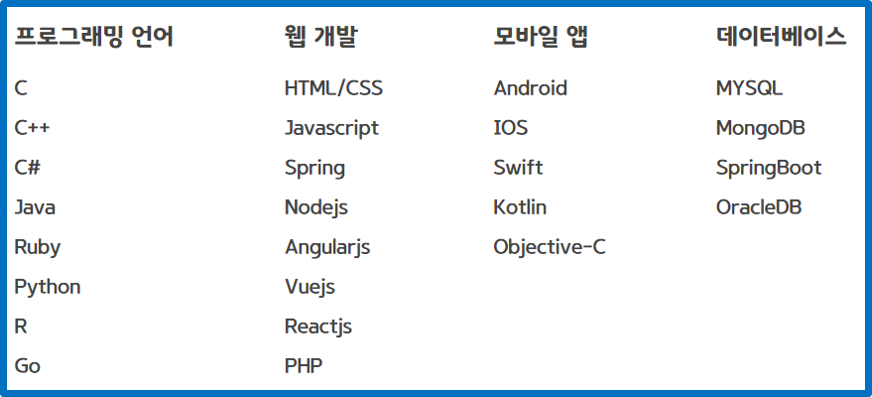 프로그래밍 언어 웹 개발 모바일 앱 데이터베이스
C HTML/CSS Android MYSQL
C++ Javascript IOS MongoDB
C# Spring Swift SpringBoot
Java Nodejs Kotlin OracleDB
Ruby Angularjs Objective-C
Python Vuejs
R Reactjs
Go PHP